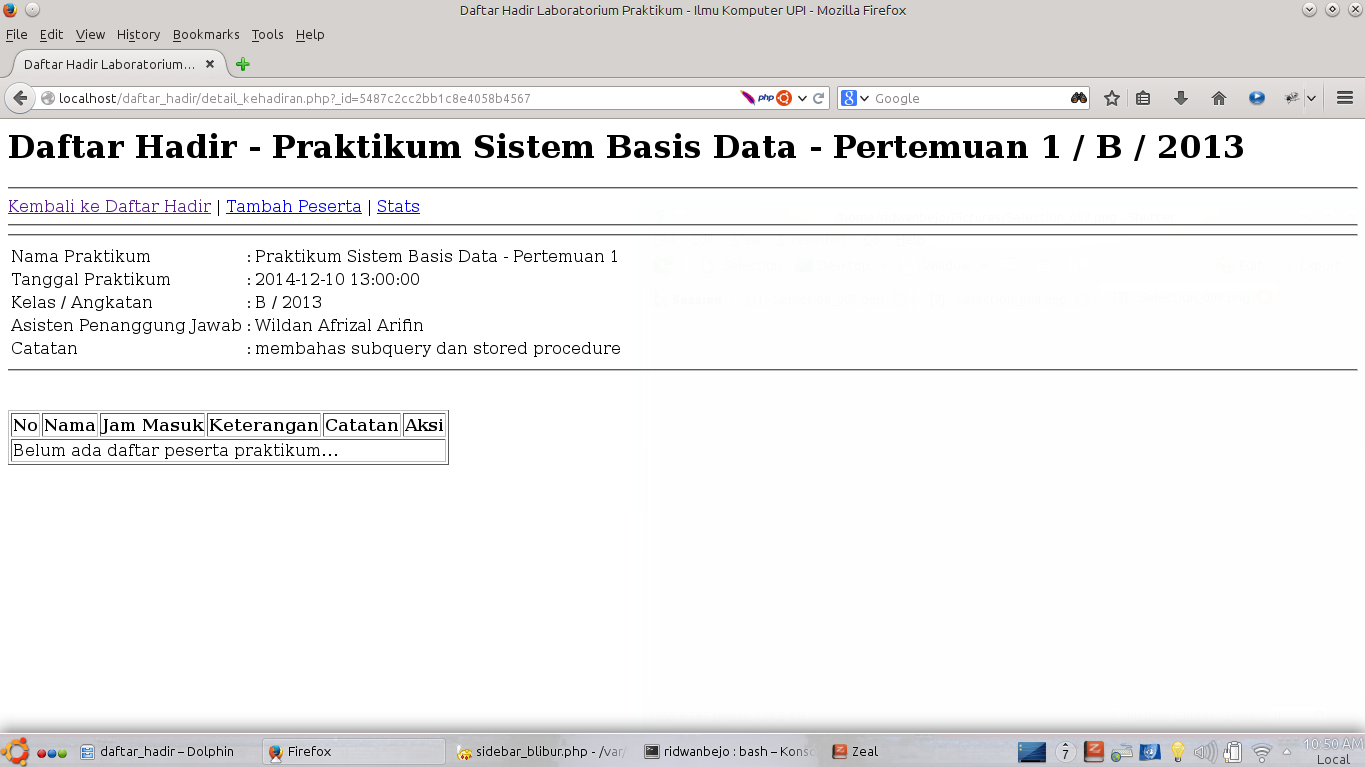 Daftar Hadir Laboratorium Praktikum - Ilmu Komputer UPI - Mozilla Firefox
File Edit View History Bookmarks Tools Help
Daftar Hadir Laboratorium...
localhost/daftar_hadir/detail_kehadiran.php?_id=5487c2cc2bb1c8e4058b4567 php Google
Daftar Hadir - Praktikum Sistem Basis Data - Pertemuan 1 / B / 2013
Kembali ke Daftar Hadir | Tambah Peserta | Stats
Nama Praktikum : Praktikum Sistem Basis Data - Pertemuan 1
Tanggal Praktikum : 2014-12-10 13:00:00
Kelas / Angkatan : B / 2013
Asisten Penanggung Jawab : Wildan Afrizal Arifin
Catatan : membahas subquery dan stored procedure
No Nama Jam Masuk Keterangan Catatan Aksi
Belum ada daftar peserta praktikum...
daftar_hadir – Dolphin Firefox sidebar_blibur.php - /var/ ridwanbejo : bash – Konso Zeal 7 10:50 AM
Local